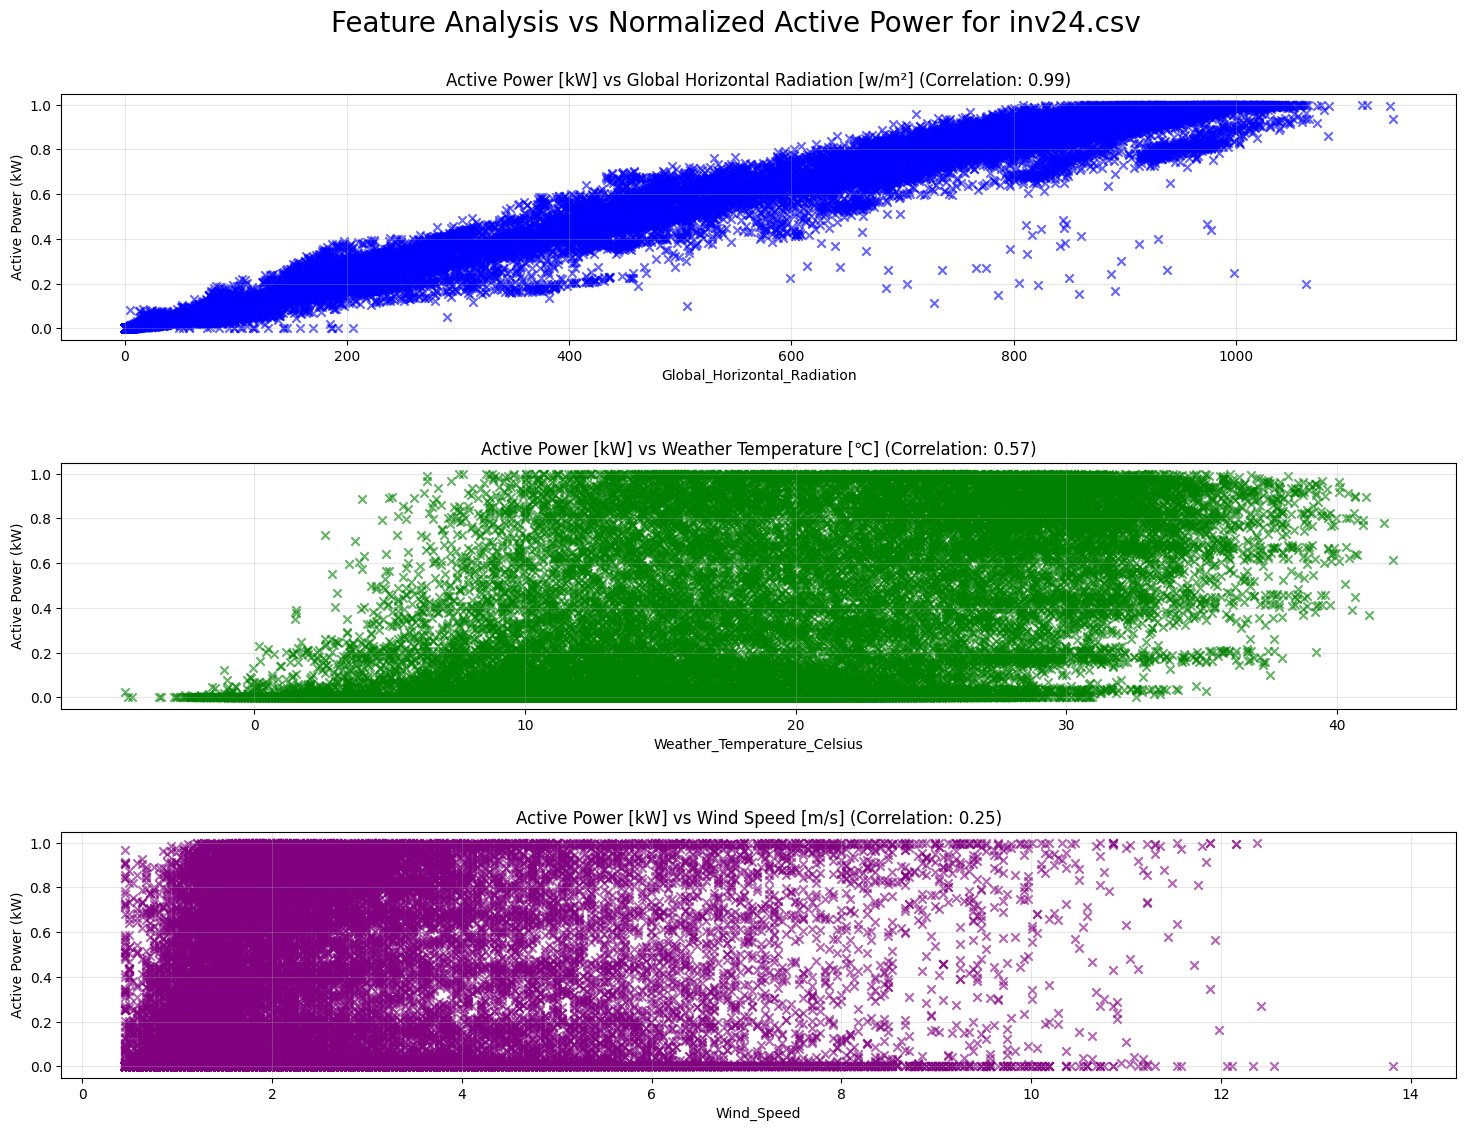 Feature Analysis vs Normalized Active Power for inv24.csv
Active Power [kW] vs Global Horizontal Radiation [w/m²] (Correlation: 0.99)
Active Power (kW)
1.0
0.8
0.6
0.4
0.2
0.0
0 200 400 600 800 1000
Global_Horizontal_Radiation
Active Power [kW] vs Weather Temperature [℃] (Correlation: 0.57)
Active Power (kW)
1.0
0.8
0.6
0.4
0.2
0.0
0 10 20 30 40
Weather_Temperature_Celsius
Active Power [kW] vs Wind Speed [m/s] (Correlation: 0.25)
Active Power (kW)
1.0
0.8
0.6
0.4
0.2
0.0
0 2 4 6 8 10 12 14
Wind_Speed